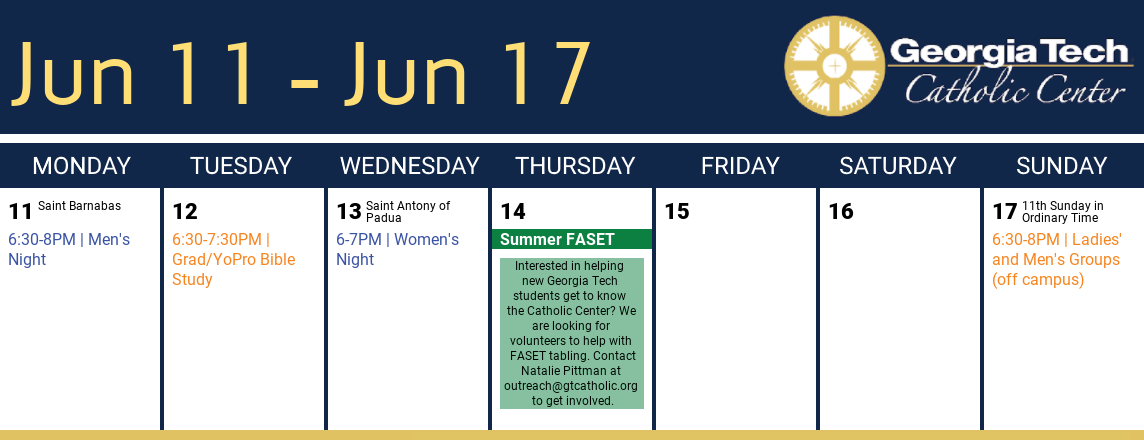 Jun 11 - Jun 17
Georgia Tech
Catholic Center
MONDAY
TUESDAY
WEDNESDAY
THURSDAY
FRIDAY
SATURDAY
SUNDAY
11 Saint Barnabas
6:30-8PM | Men's
Night
12
6:30-7:30PM |
Grad/YoPro Bible
Study
13 Saint Antony of
Padua
6-7PM | Women's
Night
14
Summer FASET
Interested in helping
new Georgia Tech
students get to know
the Catholic Center? We
are looking for
volunteers to help with
FASET tabling. Contact
Natalie Pittman at
outreach@gtcatholic.org
to get involved.
15
16
17 11th Sunday in
Ordinary Time
6:30-8PM | Ladies'
and Men's Groups
(off campus)